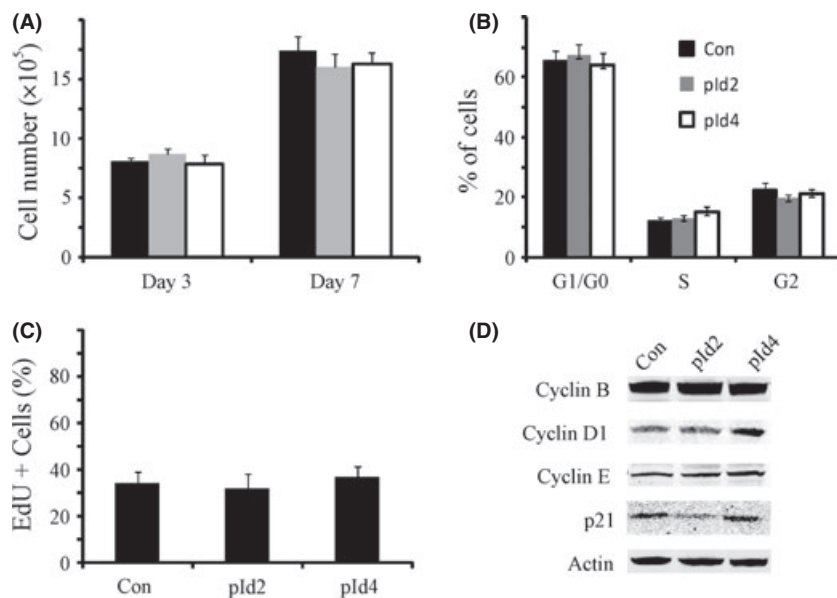 (A)
Cell number (×10⁵)
15
10
5
0
Day 3
Day 7
(B)
% of cells
60
40
20
0
G1/G0
S
G2
Con
pId2
pId4
(C)
EdU + Cells (%)
80
60
40
20
0
Con
pId2
pId4
(D)
Con
pId2
pId4
Cyclin B
Cyclin D1
Cyclin E
p21
Actin